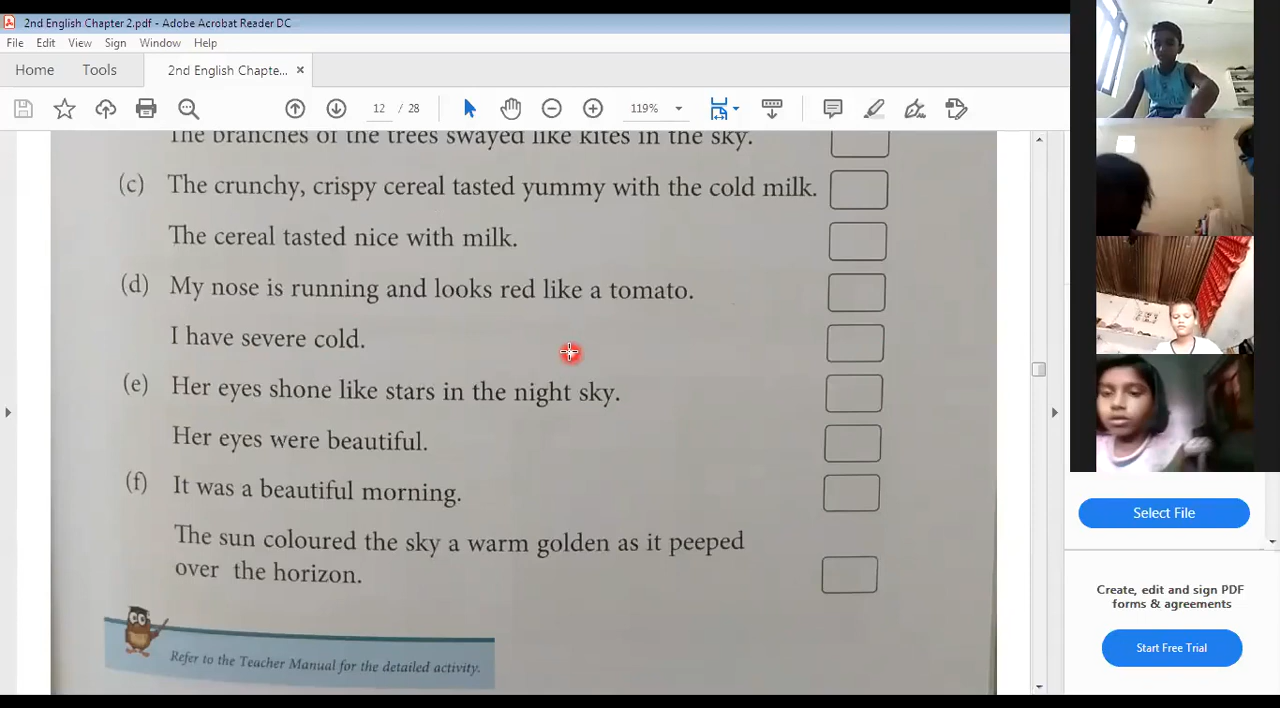 2nd English Chapter 2.pdf - Adobe Acrobat Reader DC
File Edit View Sign Window Help
Home Tools 2nd English Chapte... ×
12 / 28 119%
The branches of the trees swayed like kites in the sky.
(c) The crunchy, crispy cereal tasted yummy with the cold milk.
The cereal tasted nice with milk.
(d) My nose is running and looks red like a tomato.
I have severe cold.
(e) Her eyes shone like stars in the night sky.
Her eyes were beautiful.
(f) It was a beautiful morning.
The sun coloured the sky a warm golden as it peeped
over the horizon.
Refer to the Teacher Manual for the detailed activity.
Select File
Create, edit and sign PDF
forms & agreements
Start Free Trial